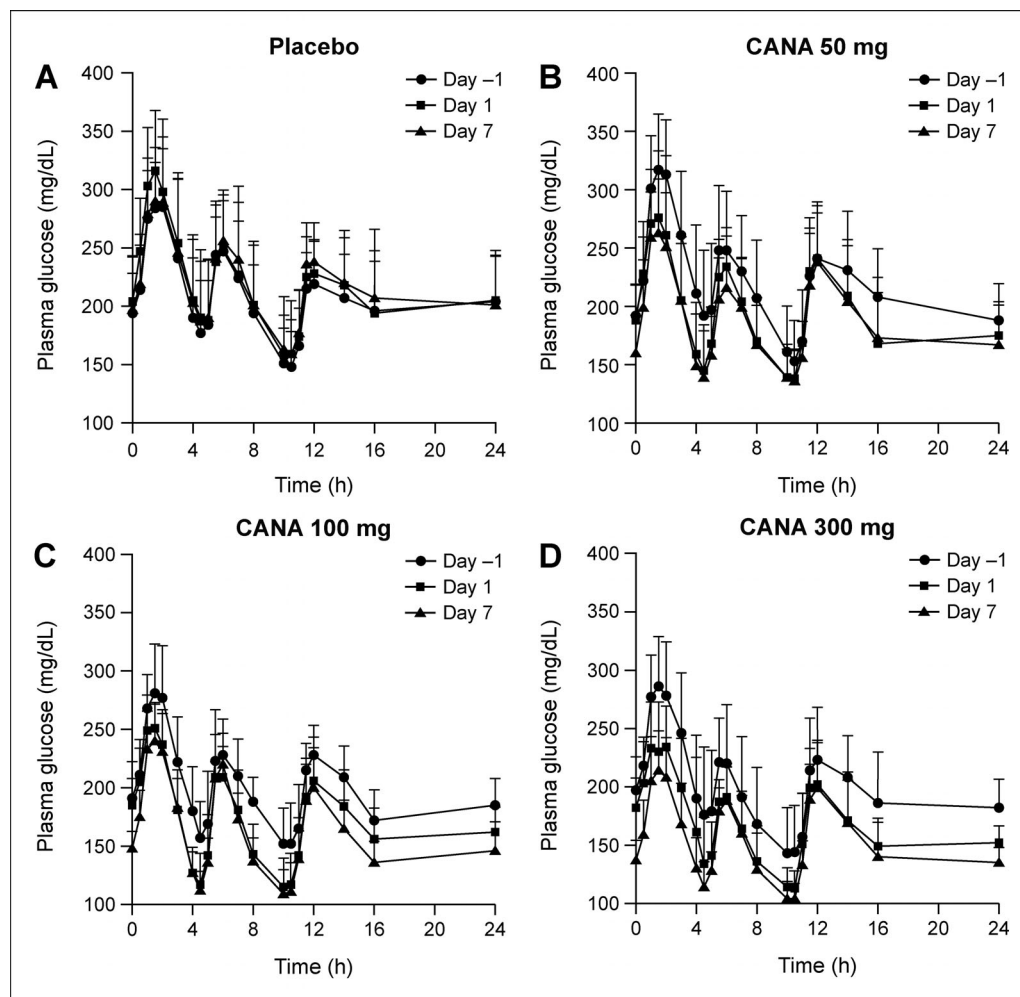 Placebo
A
Day –1
Day 1
Day 7
Plasma glucose (mg/dL)
400
350
300
250
200
150
100
0 4 8 12 16 20 24
Time (h)
CANA 50 mg
B
Day –1
Day 1
Day 7
Plasma glucose (mg/dL)
400
350
300
250
200
150
100
0 4 8 12 16 20 24
Time (h)
CANA 100 mg
C
Day –1
Day 1
Day 7
Plasma glucose (mg/dL)
400
350
300
250
200
150
100
0 4 8 12 16 20 24
Time (h)
CANA 300 mg
D
Day –1
Day 1
Day 7
Plasma glucose (mg/dL)
400
350
300
250
200
150
100
0 4 8 12 16 20 24
Time (h)